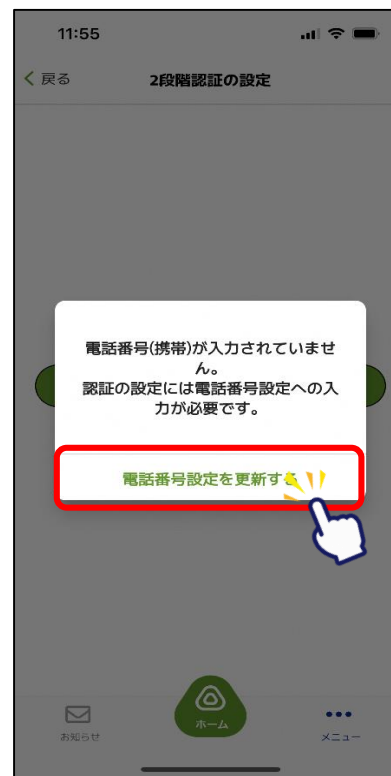 11:55
戻る
2段階認証の設定
電話番号(携帯)が入力されていませ
ん。
認証の設定には電話番号設定への入
力が必要です。
電話番号設定を更新する
お知らせ
ホーム
メニュー